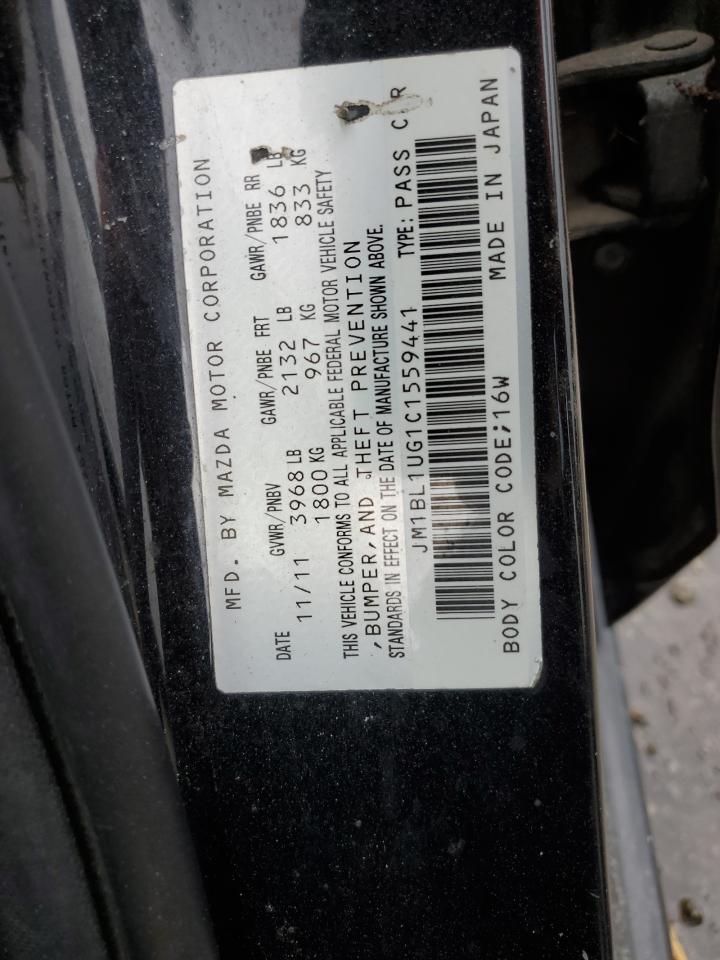 MFD. BY MAZDA MOTOR CORPORATION
DATE GVWR/PNBV GAWR/PNBE FRT GAWR/PNBE RR
11/11 3968 LB 2132 LB 1836 LB
1800 KG 967 KG 833 KG
THIS VEHICLE CONFORMS TO ALL APPLICABLE FEDERAL MOTOR VEHICLE SAFETY
,BUMPER,AND THEFT PREVENTION
STANDARDS IN EFFECT ON THE DATE OF MANUFACTURE SHOWN ABOVE.
JM1BL1UG1C1559441 TYPE: PASS C R
BODY COLOR CODE;16W MADE IN JAPAN